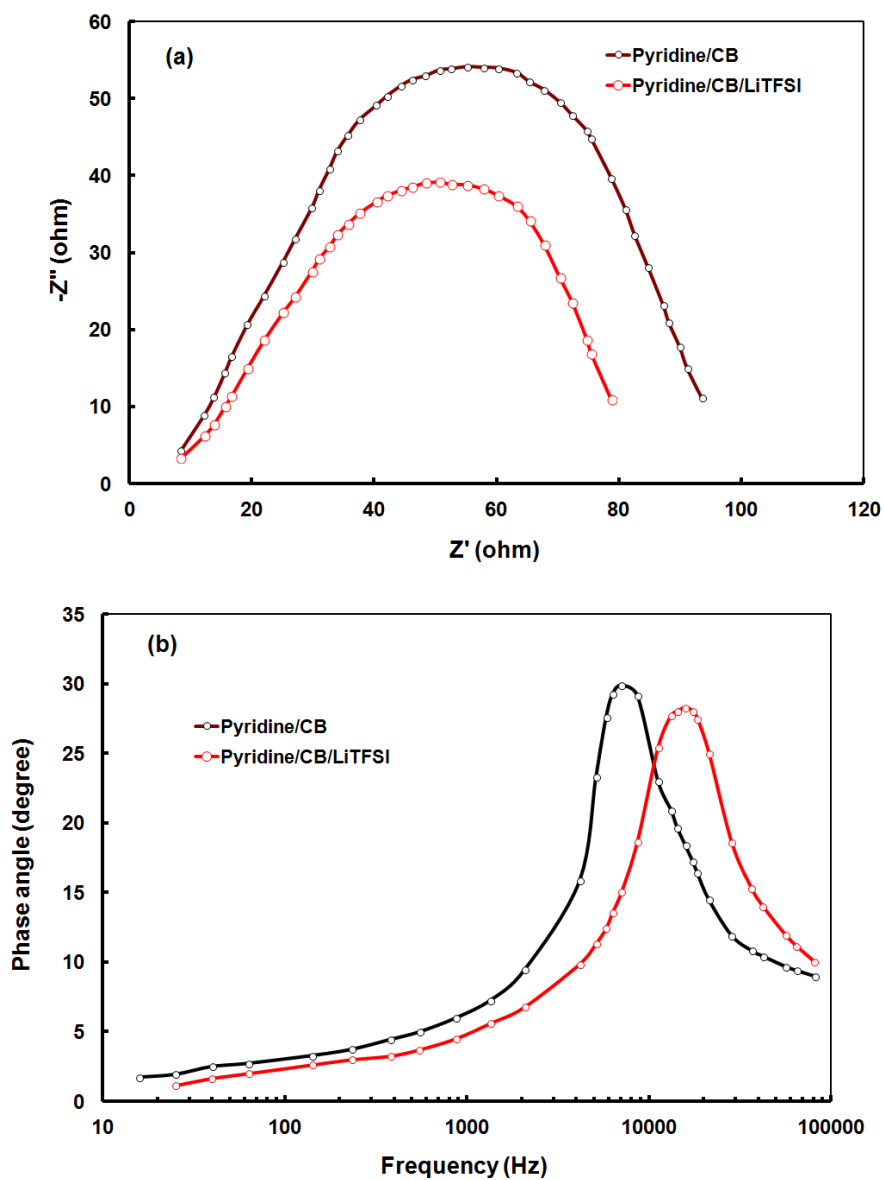 60
(a)
Pyridine/CB
50
Pyridine/CB/LiTFSI
40
30
20
10
0
-Z" (ohm)
0 20 40 60 80 100 120
Z' (ohm)
35
(b)
30
Pyridine/CB
25
Pyridine/CB/LiTFSI
20
15
10
5
0
Phase angle (degree)
10 100 1000 10000 100000
Frequency (Hz)